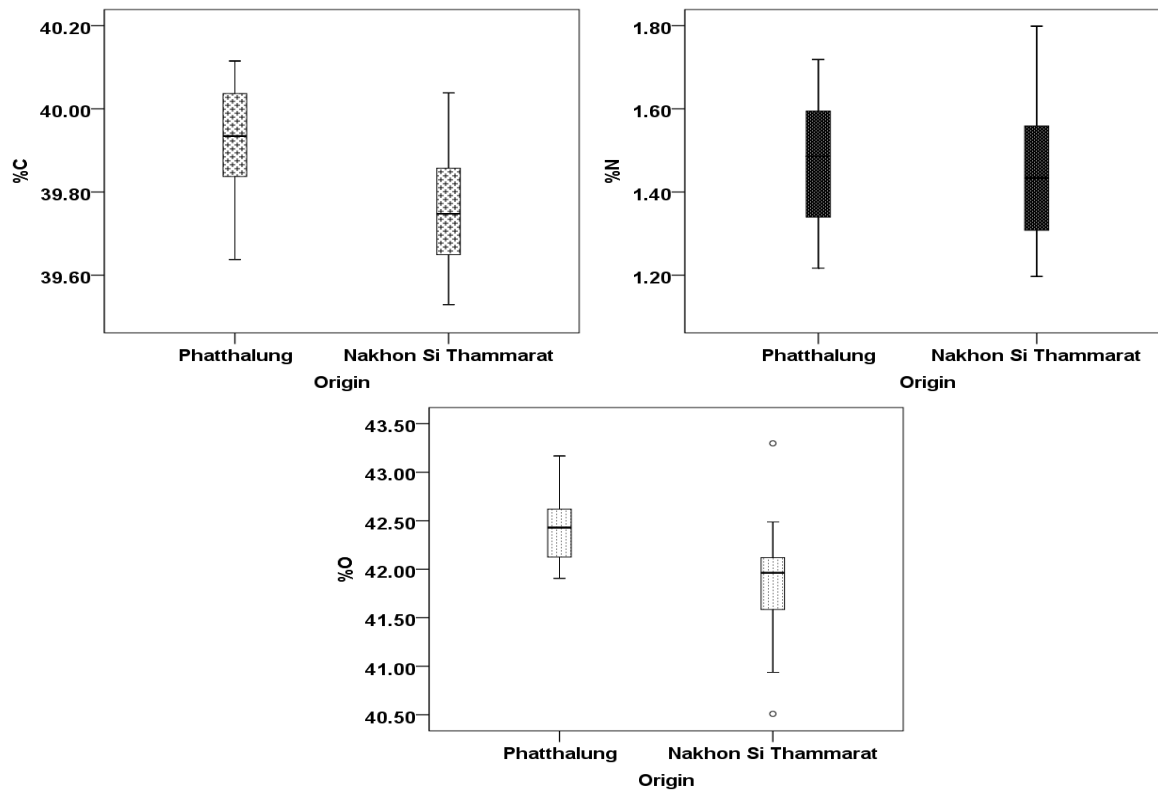 40.20
40.00
39.80
39.60
%C
Phatthalung Nakhon Si Thammarat
Origin
1.80
1.60
1.40
1.20
%N
Phatthalung Nakhon Si Thammarat
Origin
43.50
43.00
42.50
42.00
41.50
41.00
40.50
%O
Phatthalung Nakhon Si Thammarat
Origin